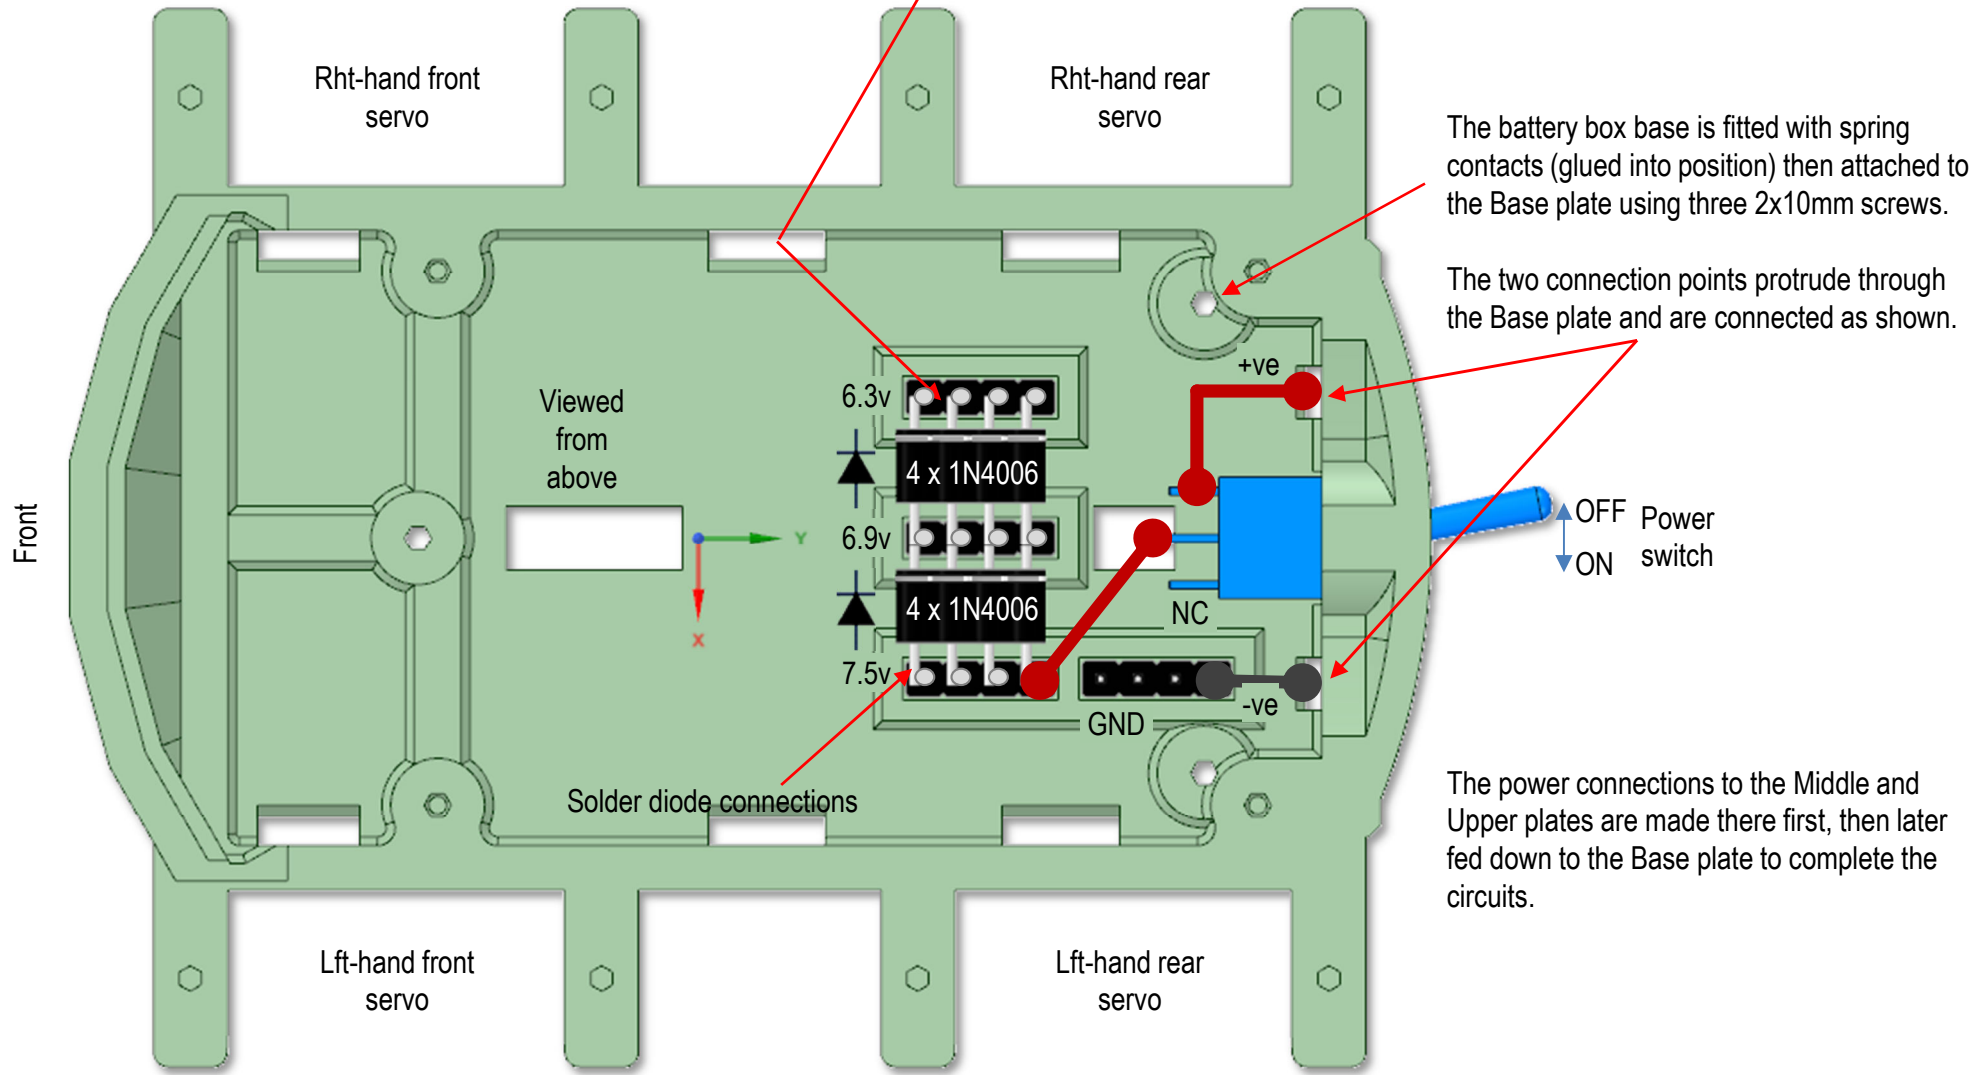 Rht-hand front
servo
Rht-hand rear
servo
The battery box base is fitted with spring
contacts (glued into position) then attached to
the Base plate using three 2x10mm screws.
The two connection points protrude through
the Base plate and are connected as shown.
+ve
6.3v
Viewed
from
above
4 x 1N4006
Front
6.9v
Y
OFF
ON
Power
switch
4 x 1N4006
NC
X
7.5v
-ve
GND
Solder diode connections
The power connections to the Middle and
Upper plates are made there first, then later
fed down to the Base plate to complete the
circuits.
Lft-hand front
servo
Lft-hand rear
servo